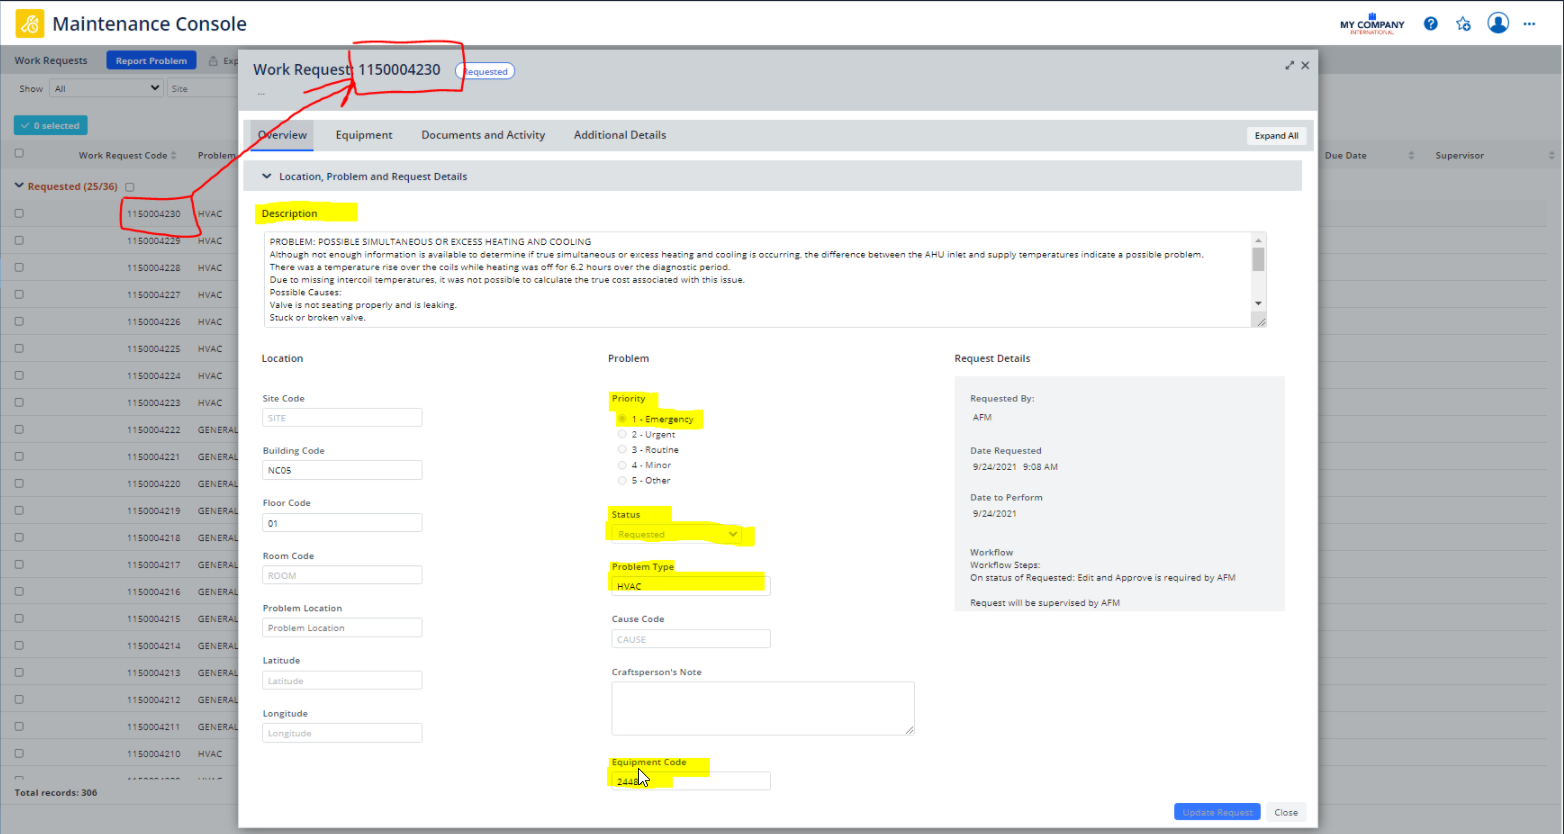 Maintenance Console
MY COMPANY
INTERNATIONAL
Work Requests
Report Problem
Show
All
Site
0 selected
Work Request Code
Problem
Due Date
Supervisor
Requested (25/36)
1150004230 HVAC
1150004229 HVAC
1150004228 HVAC
1150004227 HVAC
1150004226 HVAC
1150004225 HVAC
1150004224 HVAC
1150004223 HVAC
1150004222 GENERAL
1150004221 GENERAL
1150004220 GENERAL
1150004219 GENERAL
1150004218 GENERAL
1150004217 GENERAL
1150004216 GENERAL
1150004215 GENERAL
1150004214 GENERAL
1150004213 GENERAL
1150004212 GENERAL
1150004211 GENERAL
1150004210 HVAC
Total records: 306
Work Request: 1150004230
Requested
...
Overview
Equipment
Documents and Activity
Additional Details
Expand All
Location, Problem and Request Details
Description
PROBLEM: POSSIBLE SIMULTANEOUS OR EXCESS HEATING AND COOLING
Although not enough information is available to determine if true simultaneous or excess heating and cooling is occurring, the difference between the AHU inlet and supply temperatures indicate a possible problem.
There was a temperature rise over the coils while heating was off for 6.2 hours over the diagnostic period.
Due to missing intercoil temperatures, it was not possible to calculate the true cost associated with this issue.
Possible Causes:
Valve is not seating properly and is leaking.
Stuck or broken valve.
Location
Site Code
SITE
Building Code
NC05
Floor Code
01
Room Code
ROOM
Problem Location
Problem Location
Latitude
Latitude
Longitude
Longitude
Problem
Priority
1 - Emergency
2 - Urgent
3 - Routine
4 - Minor
5 - Other
Status
Requested
Problem Type
HVAC
Cause Code
CAUSE
Craftsperson's Note
Equipment Code
Request Details
Requested By:
AFM
Date Requested
9/24/2021 9:08 AM
Date to Perform
9/24/2021
Workflow
Workflow Steps:
On status of Requested: Edit and Approve is required by AFM
Request will be supervised by AFM
Update Request
Close